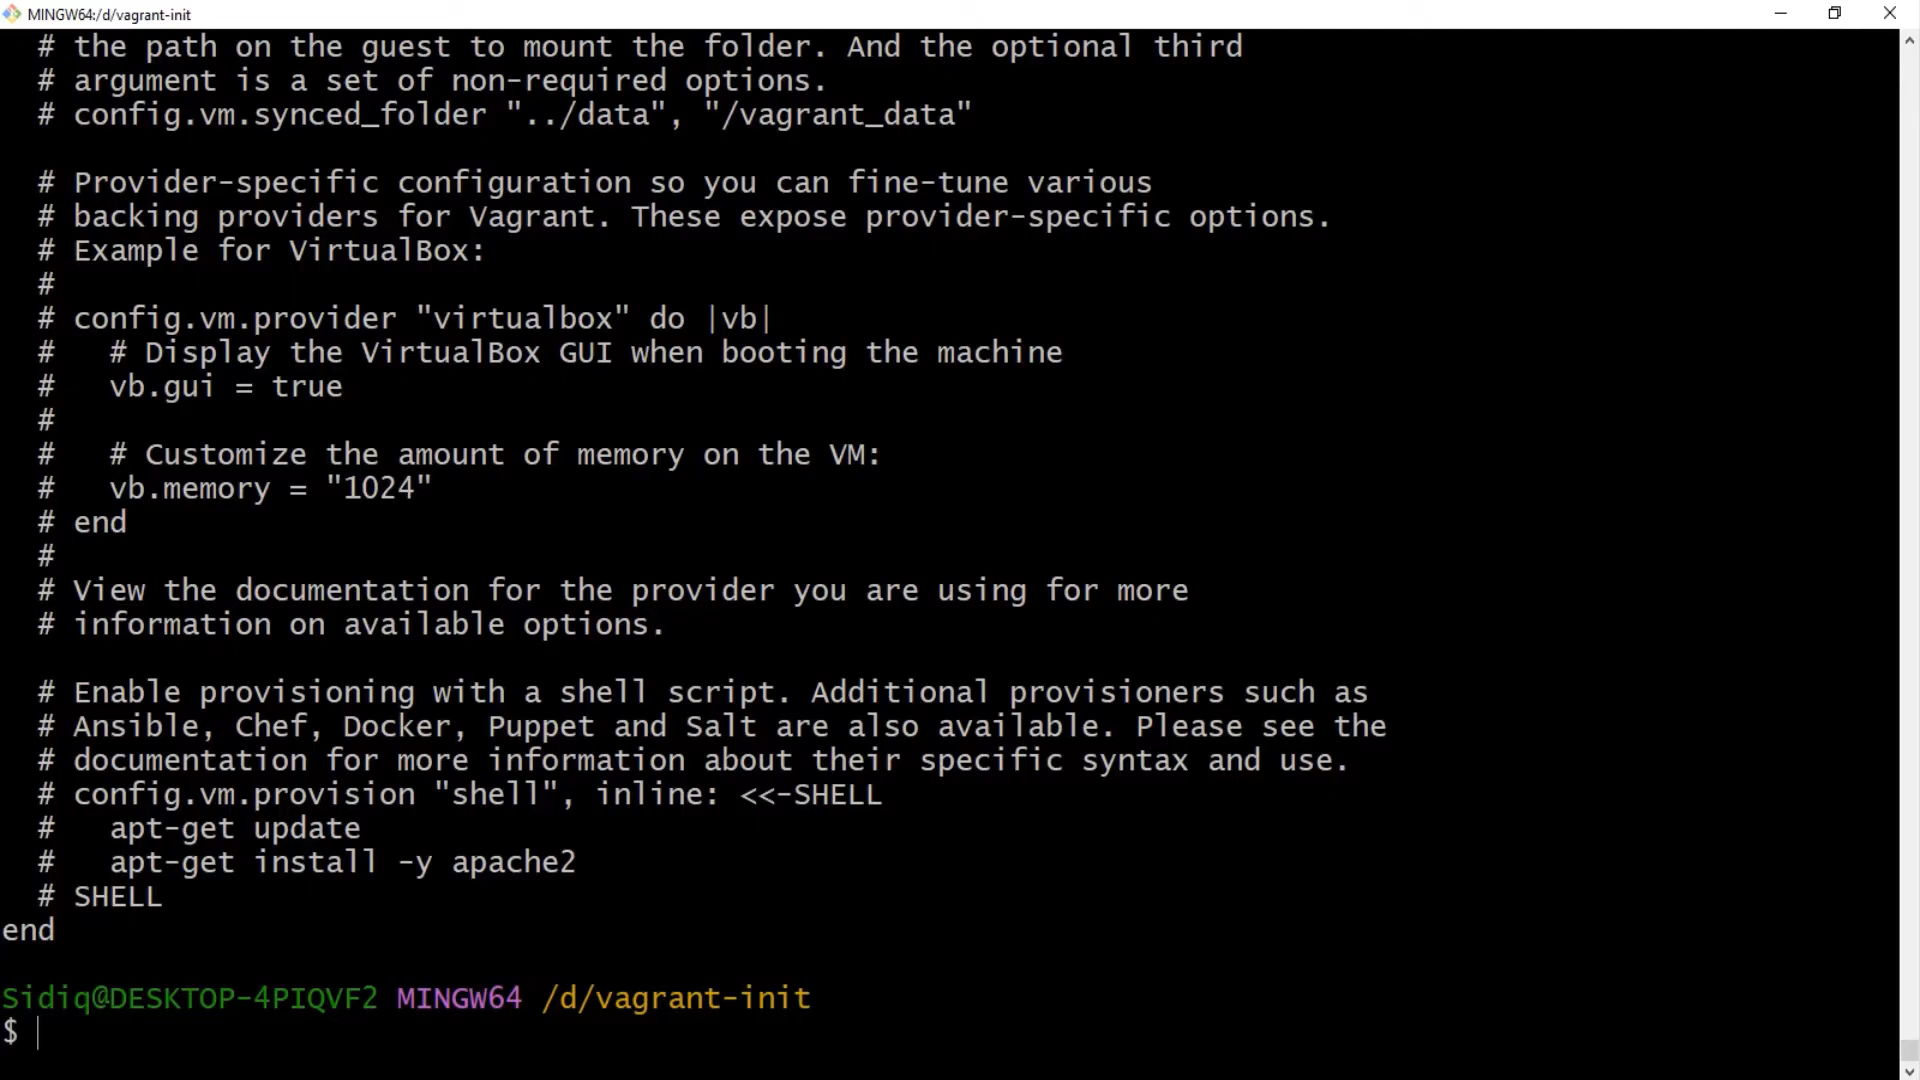 MINGW64:/d/vagrant-init
# the path on the guest to mount the folder. And the optional third
# argument is a set of non-required options.
# config.vm.synced_folder "../data", "/vagrant_data"
# Provider-specific configuration so you can fine-tune various
# backing providers for Vagrant. These expose provider-specific options.
# Example for VirtualBox:
#
# config.vm.provider "virtualbox" do |vb|
#   # Display the VirtualBox GUI when booting the machine
#   vb.gui = true
#
#   # Customize the amount of memory on the VM:
#   vb.memory = "1024"
# end
#
# View the documentation for the provider you are using for more
# information on available options.
# Enable provisioning with a shell script. Additional provisioners such as
# Ansible, Chef, Docker, Puppet and Salt are also available. Please see the
# documentation for more information about their specific syntax and use.
# config.vm.provision "shell", inline: <<-SHELL
#   apt-get update
#   apt-get install -y apache2
# SHELL
end
Sidiq@DESKTOP-4PIQVF2 MINGW64 /d/vagrant-init
$